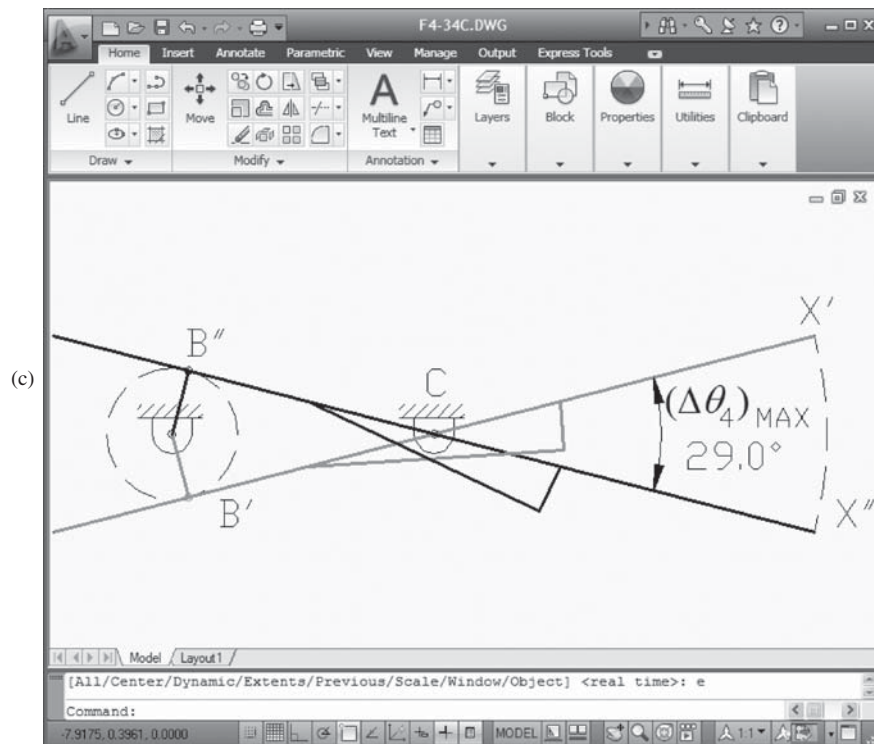 F4-34C.DWG
Home Insert Annotate Parametric View Manage Output Express Tools
Line
Move
A
Multiline
Text
Layers
Block
Properties
Utilities
Clipboard
Draw
Modify
Annotation
(c)
B″
C
X′
(Δθ₄)MAX
29.0°
B′
X″
Model Layout1
[All/Center/Dynamic/Extents/Previous/Scale/Window/Object] <real time>: e
Command:
-7.9175, 0.3961, 0.0000
MODEL
1:1